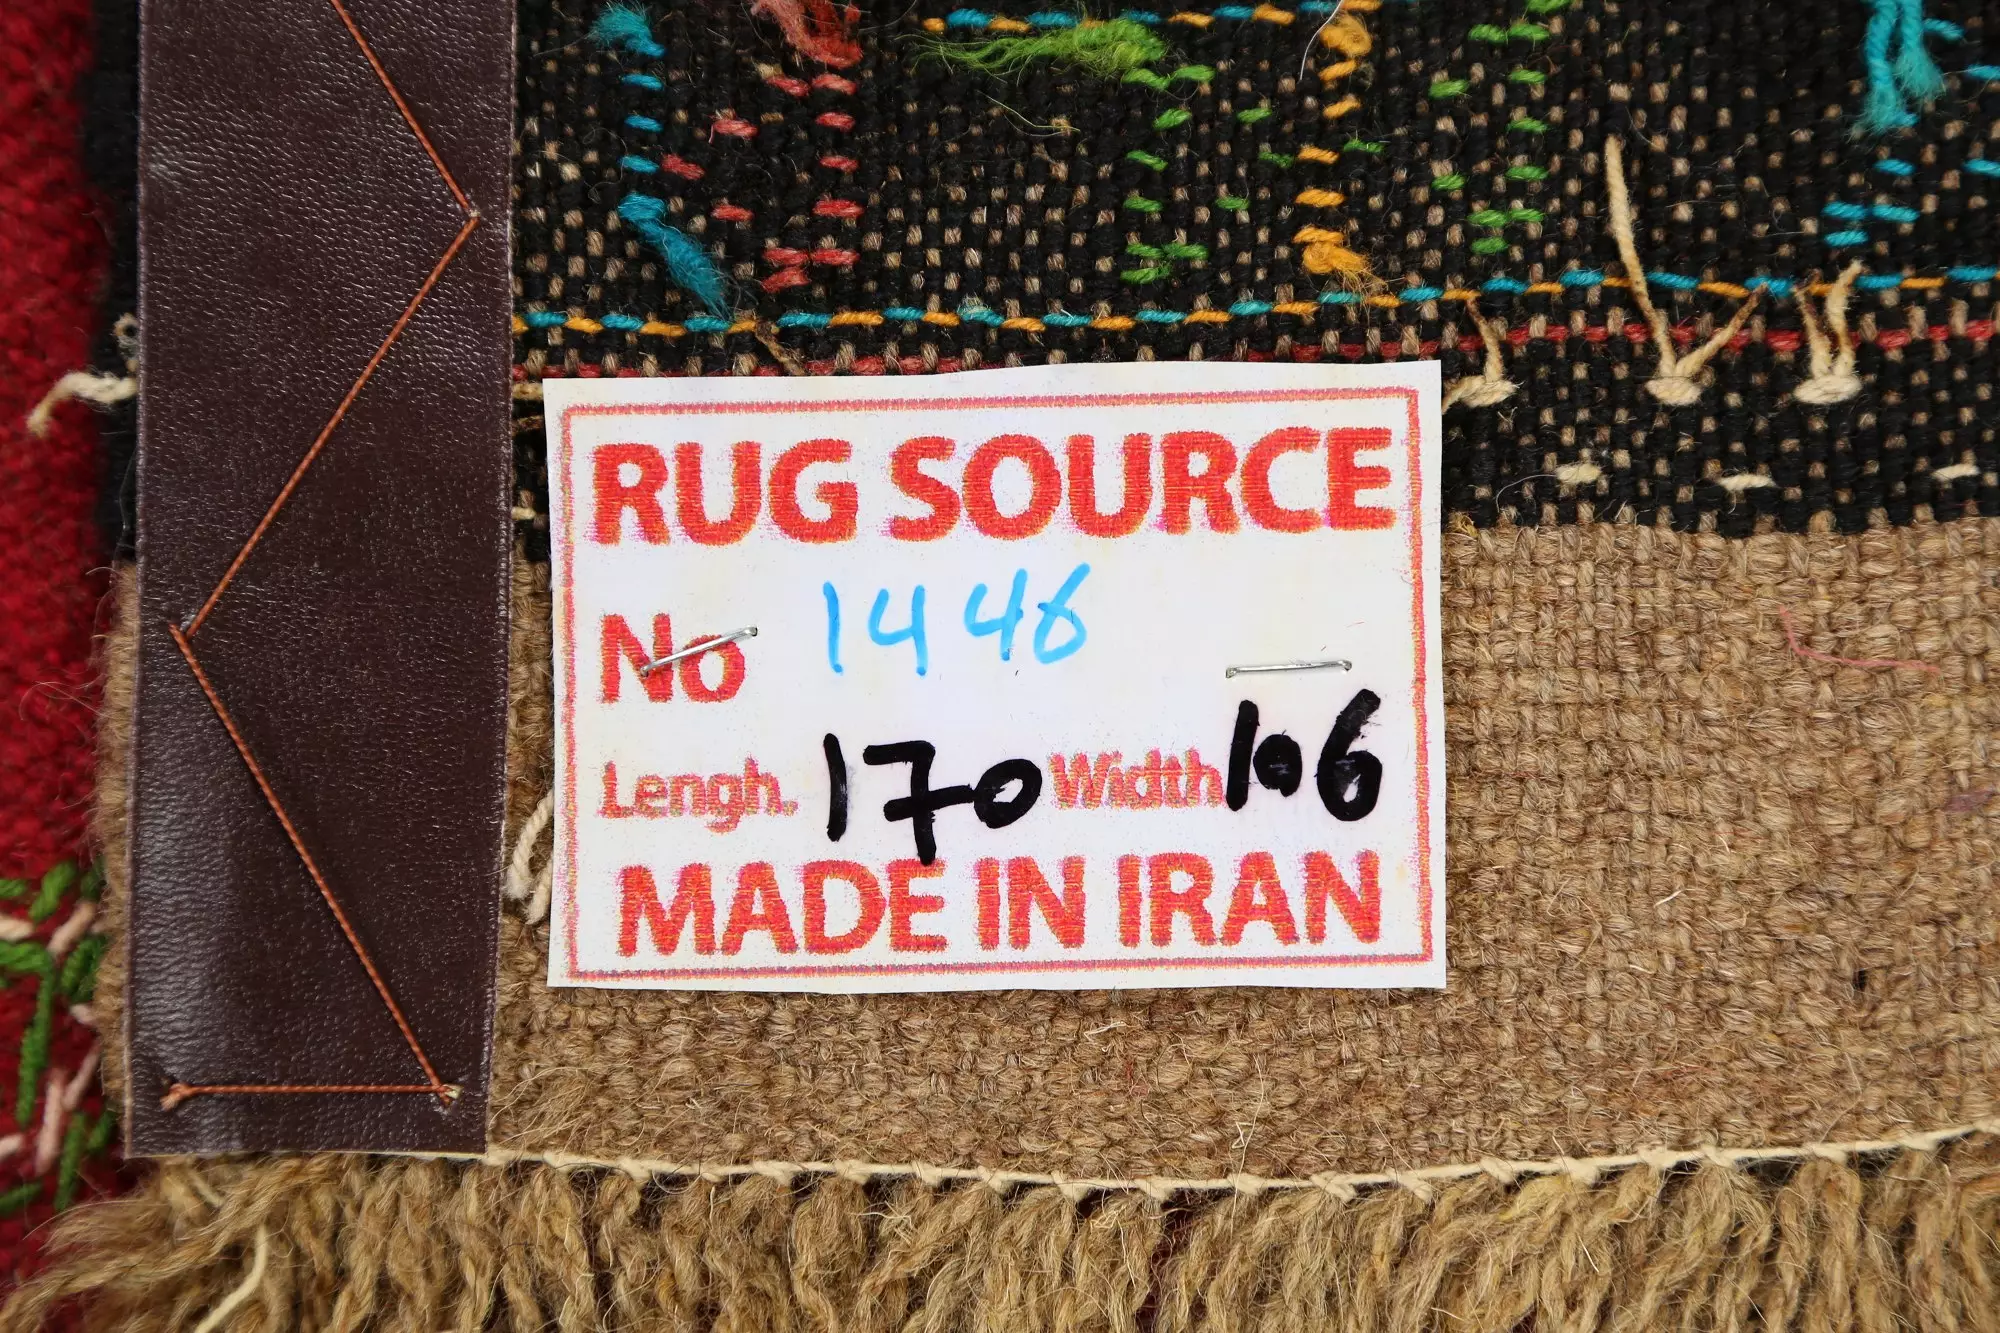 RUG SOURCE
No 1446
Lengh. 170 Width 106
MADE IN IRAN